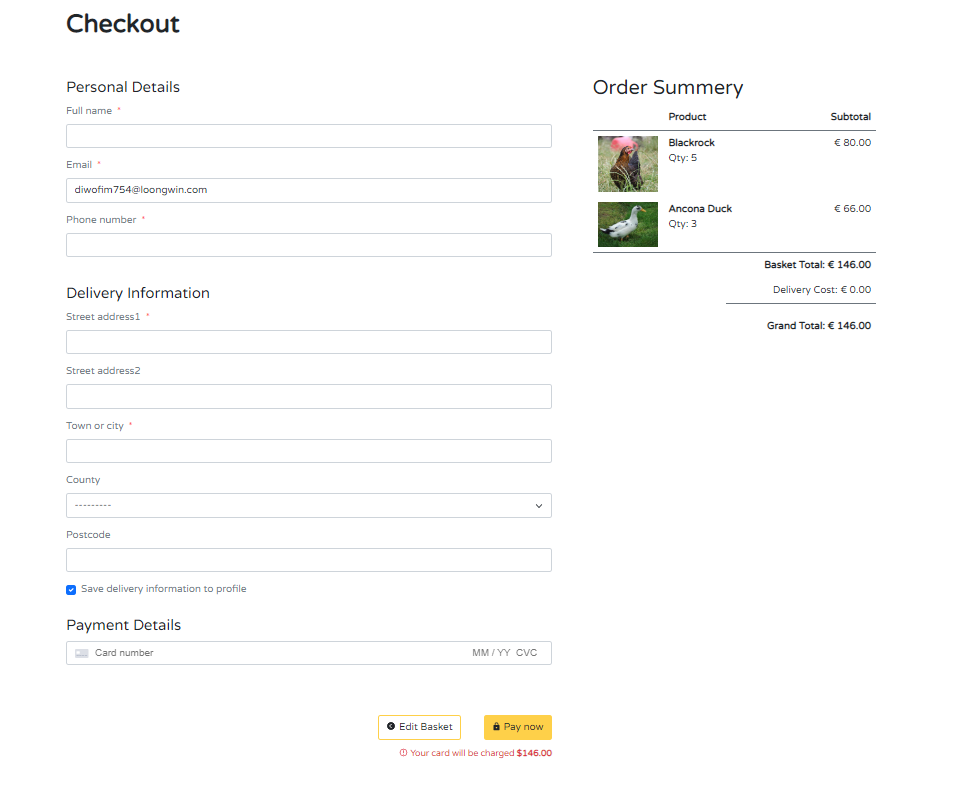 Checkout
Personal Details
Full name *
Email *
diwofim754@loongwin.com
Phone number *
Delivery Information
Street address1 *
Street address2
Town or city *
County
---------
Postcode
Save delivery information to profile
Payment Details
Card number MM / YY CVC
Edit Basket Pay now
Your card will be charged $146.00
Order Summery
Product Subtotal
Blackrock € 80.00
Qty: 5
Ancona Duck € 66.00
Qty: 3
Basket Total: € 146.00
Delivery Cost: € 0.00
Grand Total: € 146.00